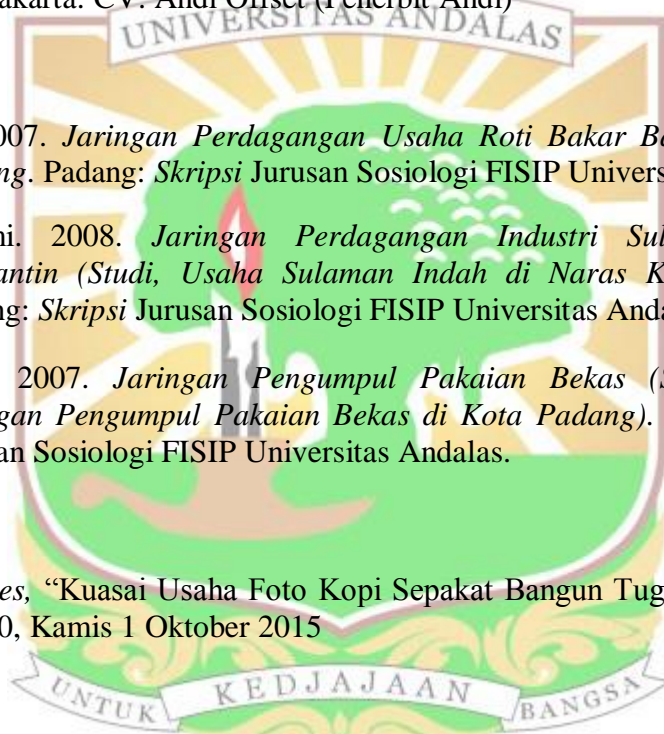 akarta: CV. Andi Offset (Penerbit Andi)
UNIVERSITAS ANDALAS
007. Jaringan Perdagangan Usaha Roti Bakar Ba
ng. Padang: Skripsi Jurusan Sosiologi FISIP Univers
ni. 2008. Jaringan Perdagangan Industri Sul
antin (Studi, Usaha Sulaman Indah di Naras K
ng: Skripsi Jurusan Sosiologi FISIP Universitas Anda
2007. Jaringan Pengumpul Pakaian Bekas (S
ngan Pengumpul Pakaian Bekas di Kota Padang).
an Sosiologi FISIP Universitas Andalas.
es, “Kuasai Usaha Foto Kopi Sepakat Bangun Tug
0, Kamis 1 Oktober 2015
UNTUK KEDJAJAAN BANGSA